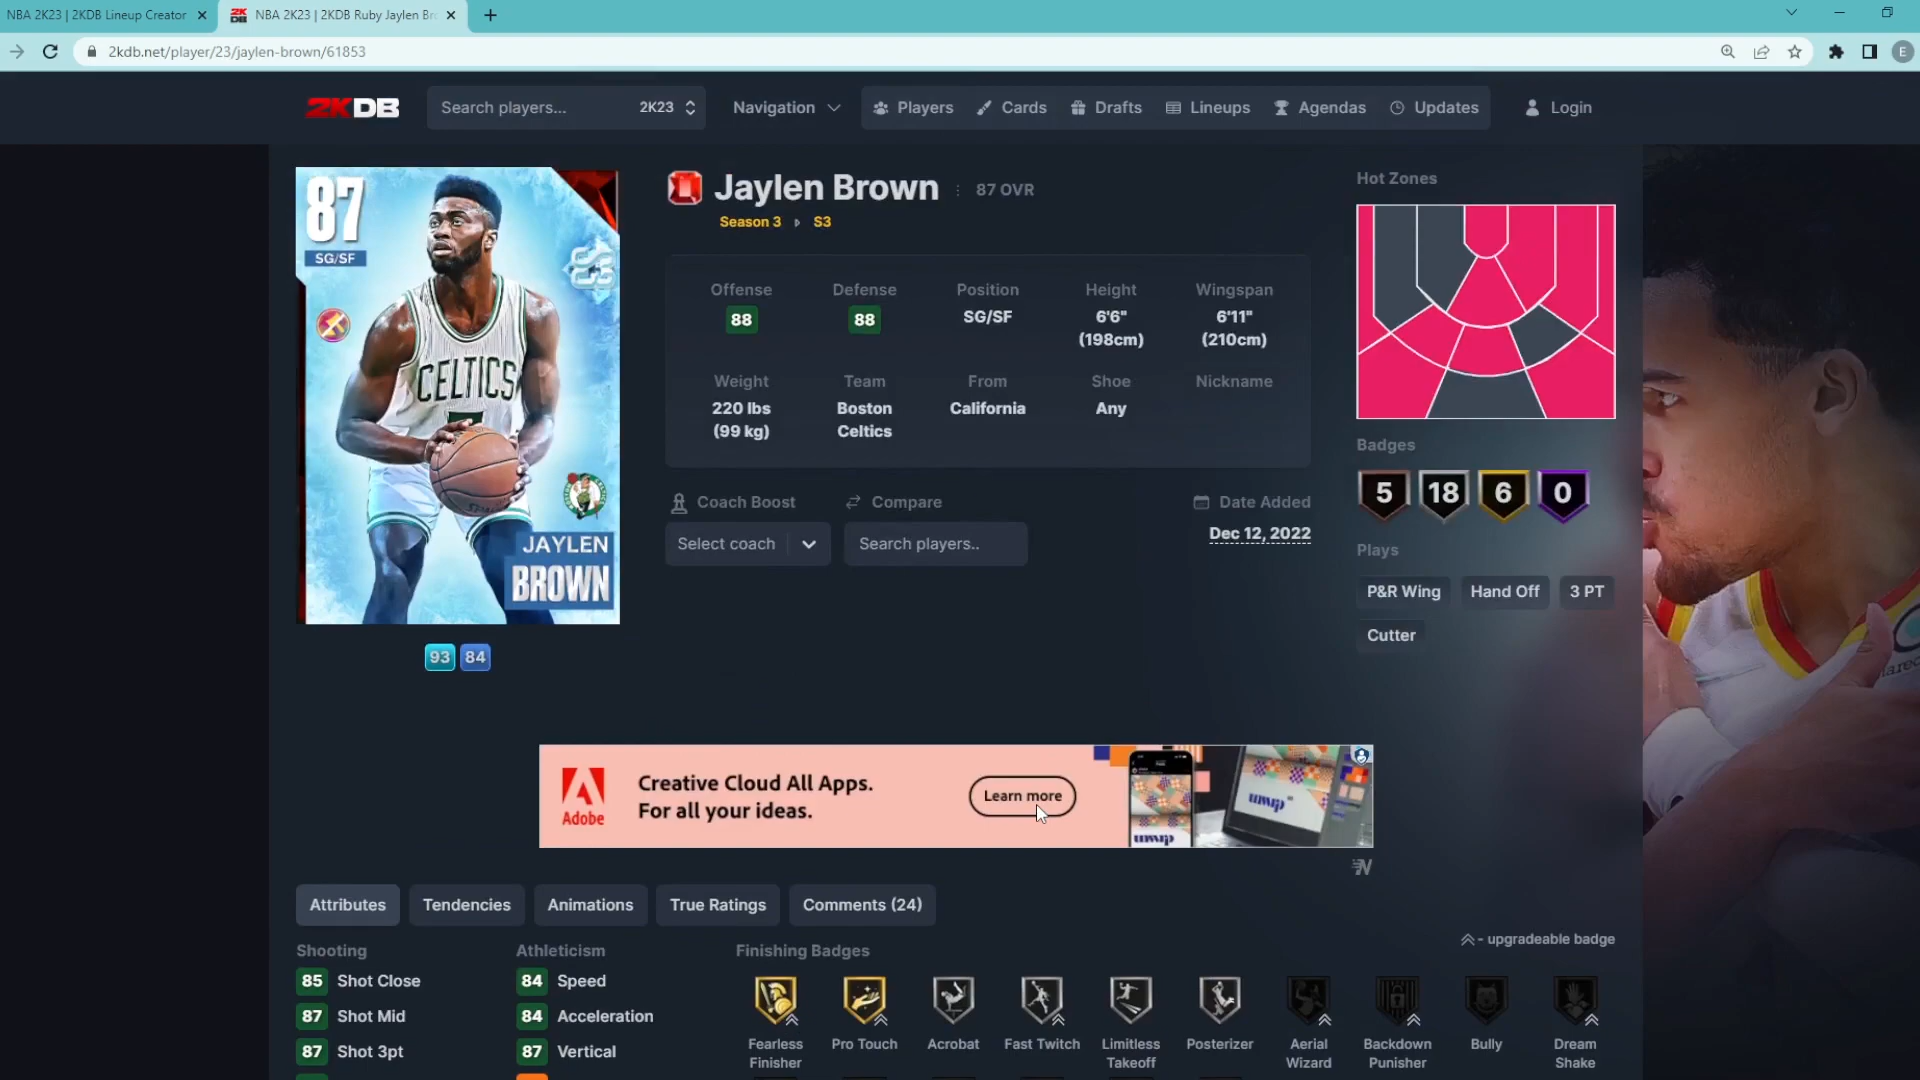 NBA 2K23 | 2KDB Lineup Creator
NBA 2K23 | 2KDB Ruby Jaylen Br
2kdb.net/player/23/jaylen-brown/61853
E
2KDB
Search players...
2K23
Navigation
Players
Cards
Drafts
Lineups
Agendas
Updates
Login
87
SG/SF
S3
CELTICS
JAYLEN
BROWN
93 84
Jaylen Brown
87 OVR
Season 3
S3
Offense Defense Position Height Wingspan
88 88 SG/SF 6'6" 6'11"
(198cm) (210cm)
Weight Team From Shoe Nickname
220 lbs Boston California Any
(99 kg) Celtics
Coach Boost
Compare
Date Added
Select coach
Search players..
Dec 12, 2022
Hot Zones
Badges
5 18 6 0
Plays
P&R Wing Hand Off 3 PT
Cutter
Adobe
Creative Cloud All Apps.
For all your ideas.
Learn more
uwrp
uwrp
N
Attributes
Tendencies
Animations
True Ratings
Comments (24)
- upgradeable badge
Shooting
85 Shot Close
87 Shot Mid
87 Shot 3pt
Athleticism
84 Speed
84 Acceleration
87 Vertical
Finishing Badges
Fearless
Finisher
Pro Touch
Acrobat
Fast Twitch
Limitless
Takeoff
Posterizer
Aerial
Wizard
Backdown
Punisher
Bully
Dream
Shake